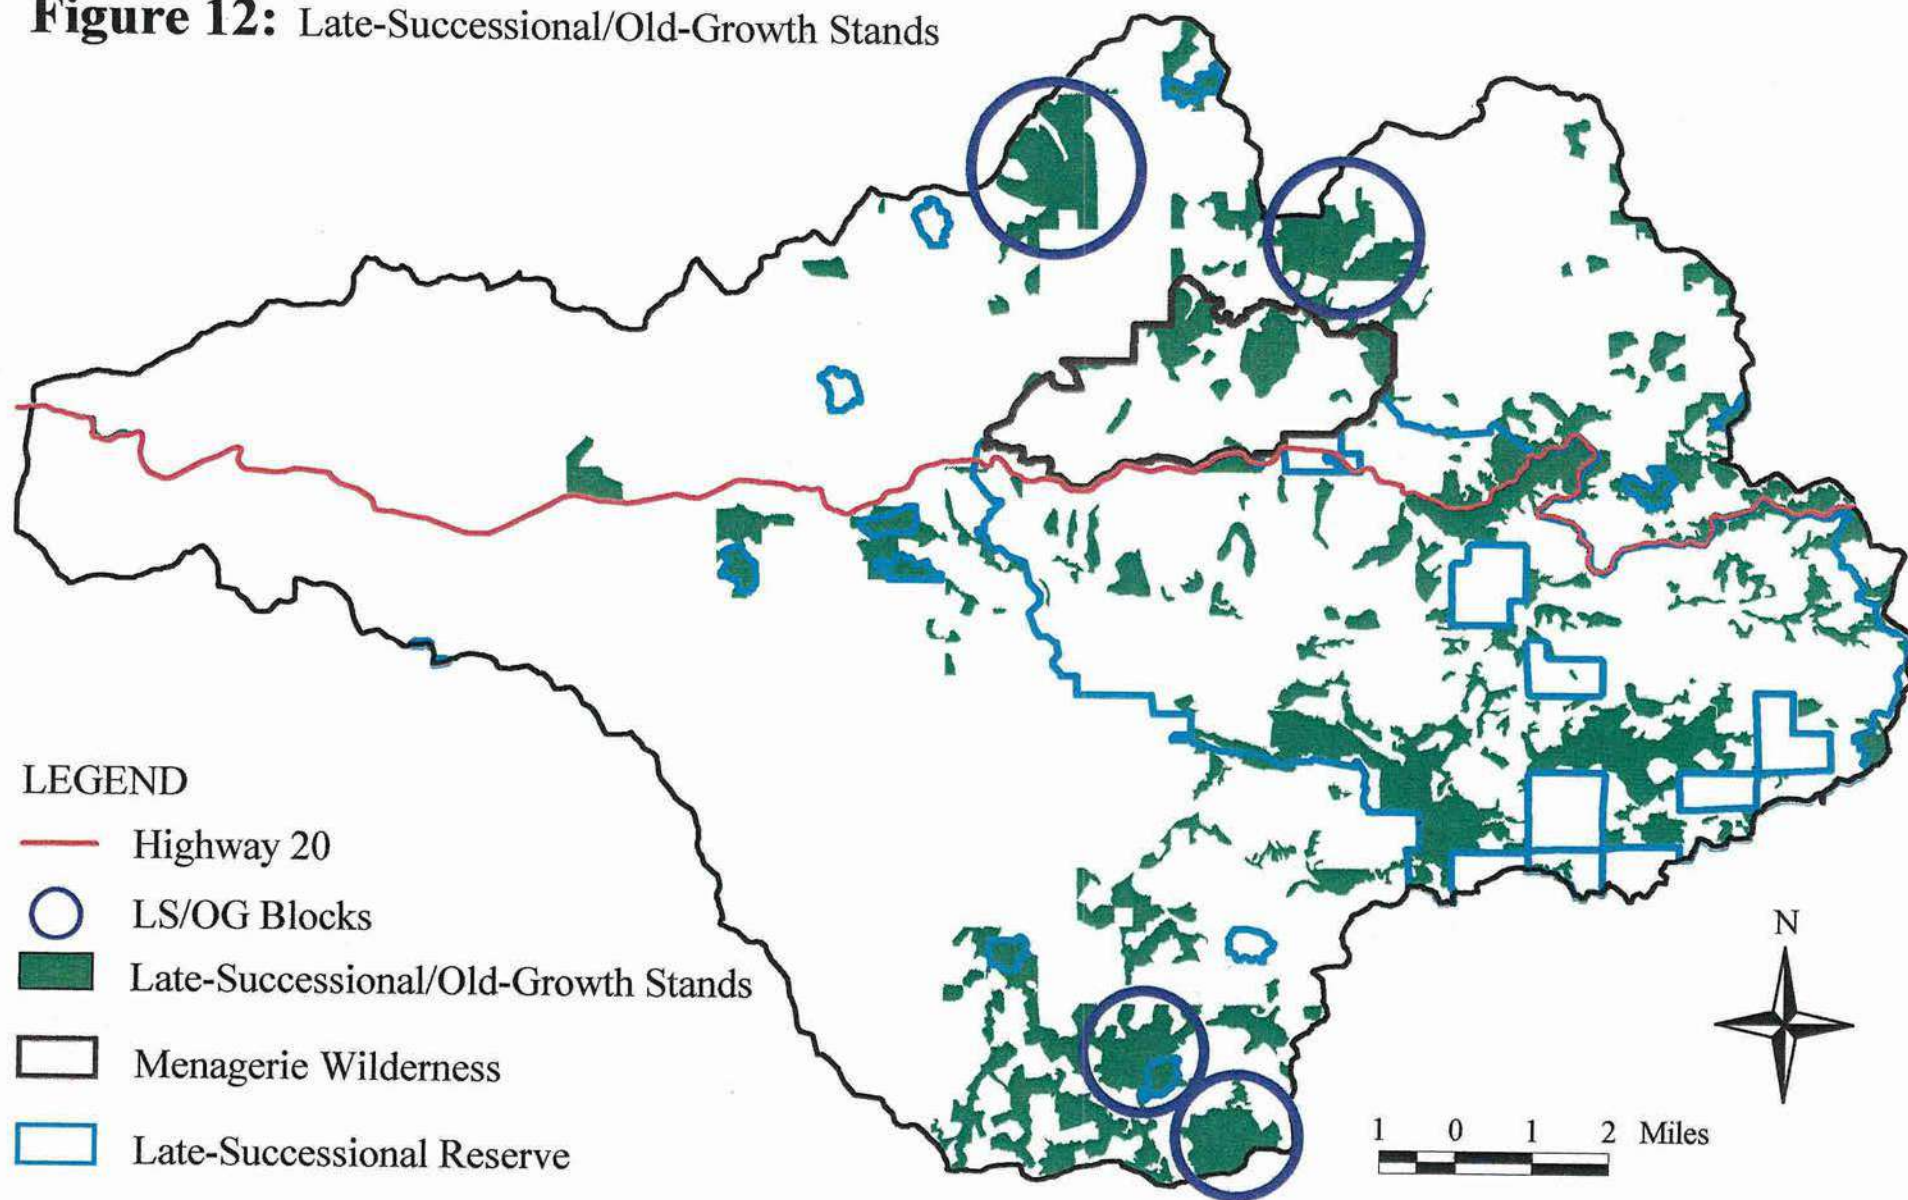 Figure 12: Late-Successional/Old-Growth Stands
LEGEND
Highway 20
LS/OG Blocks
Late-Successional/Old-Growth Stands
Menagerie Wilderness
Late-Successional Reserve
N
1 0 1 2 Miles